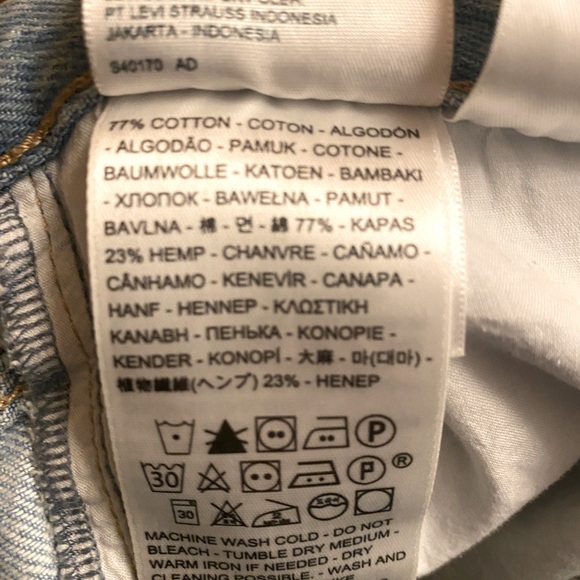 PT LEVI STRAUSS INDONESIA
JAKARTA - INDONESIA
S40170 AD
77% COTTON - COTON - ALGODÓN
- ALGODÃO - PAMUK - COTONE -
BAUMWOLLE - KATOEN - BAMBAKI
- ХЛОПОК - BAWEŁNA - PAMUT -
BAVLNA - 棉 - 면 - 綿 77% - KAPAS
23% HEMP - CHANVRE - CAÑAMO -
CÂNHAMO - KENEVİR - CANAPA -
HANF - HENNEP - ΚΛΩΣΤΙΚΗ
ΚΑΝΑΒΗ - ПЕНЬКА - KONOPIE -
KENDER - KONOPÍ - 大麻 - 마(대마) -
植物繊維(ヘンプ) 23% - HENEP
P
30 P ®
30
MACHINE WASH COLD - DO NOT
BLEACH - TUMBLE DRY MEDIUM -
WARM IRON IF NEEDED - DRY
CLEANING POSSIBLE. - WASH AND